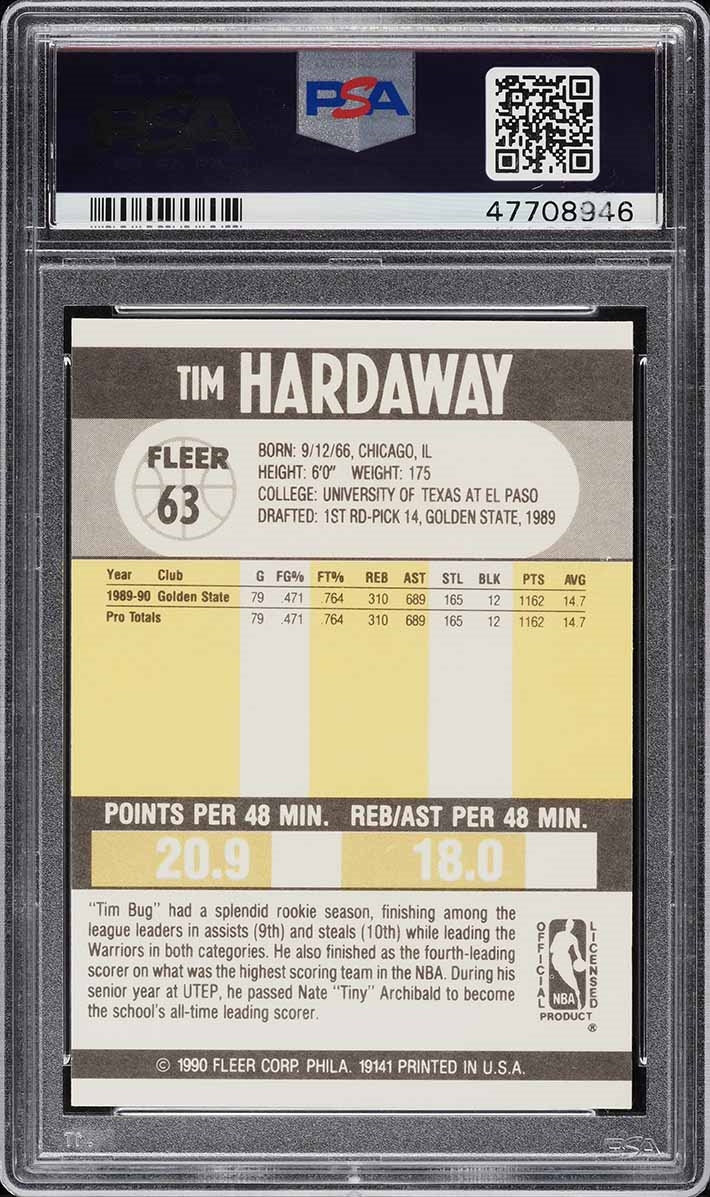 PSA
PSA
47708946
TIM HARDAWAY
FLEER
63
BORN: 9/12/66, CHICAGO, IL
HEIGHT: 6'0" WEIGHT: 175
COLLEGE: UNIVERSITY OF TEXAS AT EL PASO
DRAFTED: 1ST RD-PICK 14, GOLDEN STATE, 1989
Year Club G FG% FT% REB AST STL BLK PTS AVG
1989-90 Golden State 79 .471 .764 310 689 165 12 1162 14.7
Pro Totals 79 .471 .764 310 689 165 12 1162 14.7
POINTS PER 48 MIN. REB/AST PER 48 MIN.
20.9 18.0
"Tim Bug" had a splendid rookie season, finishing among the
league leaders in assists (9th) and steals (10th) while leading the
Warriors in both categories. He also finished as the fourth-leading
scorer on what was the highest scoring team in the NBA. During his
senior year at UTEP, he passed Nate "Tiny" Archibald to become
the school's all-time leading scorer.
OFFICIAL LICENSED
NBA
PRODUCT
®
© 1990 FLEER CORP. PHILA. 19141 PRINTED IN U.S.A.
PSA